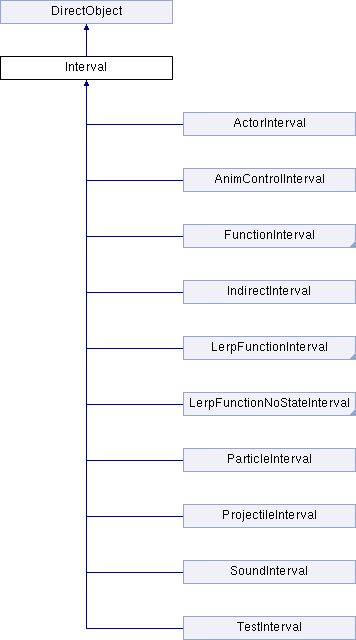 DirectObject
Interval
ActorInterval
AnimControlInterval
FunctionInterval
IndirectInterval
LerpFunctionInterval
LerpFunctionNoStateInterval
ParticleInterval
ProjectileInterval
SoundInterval
TestInterval